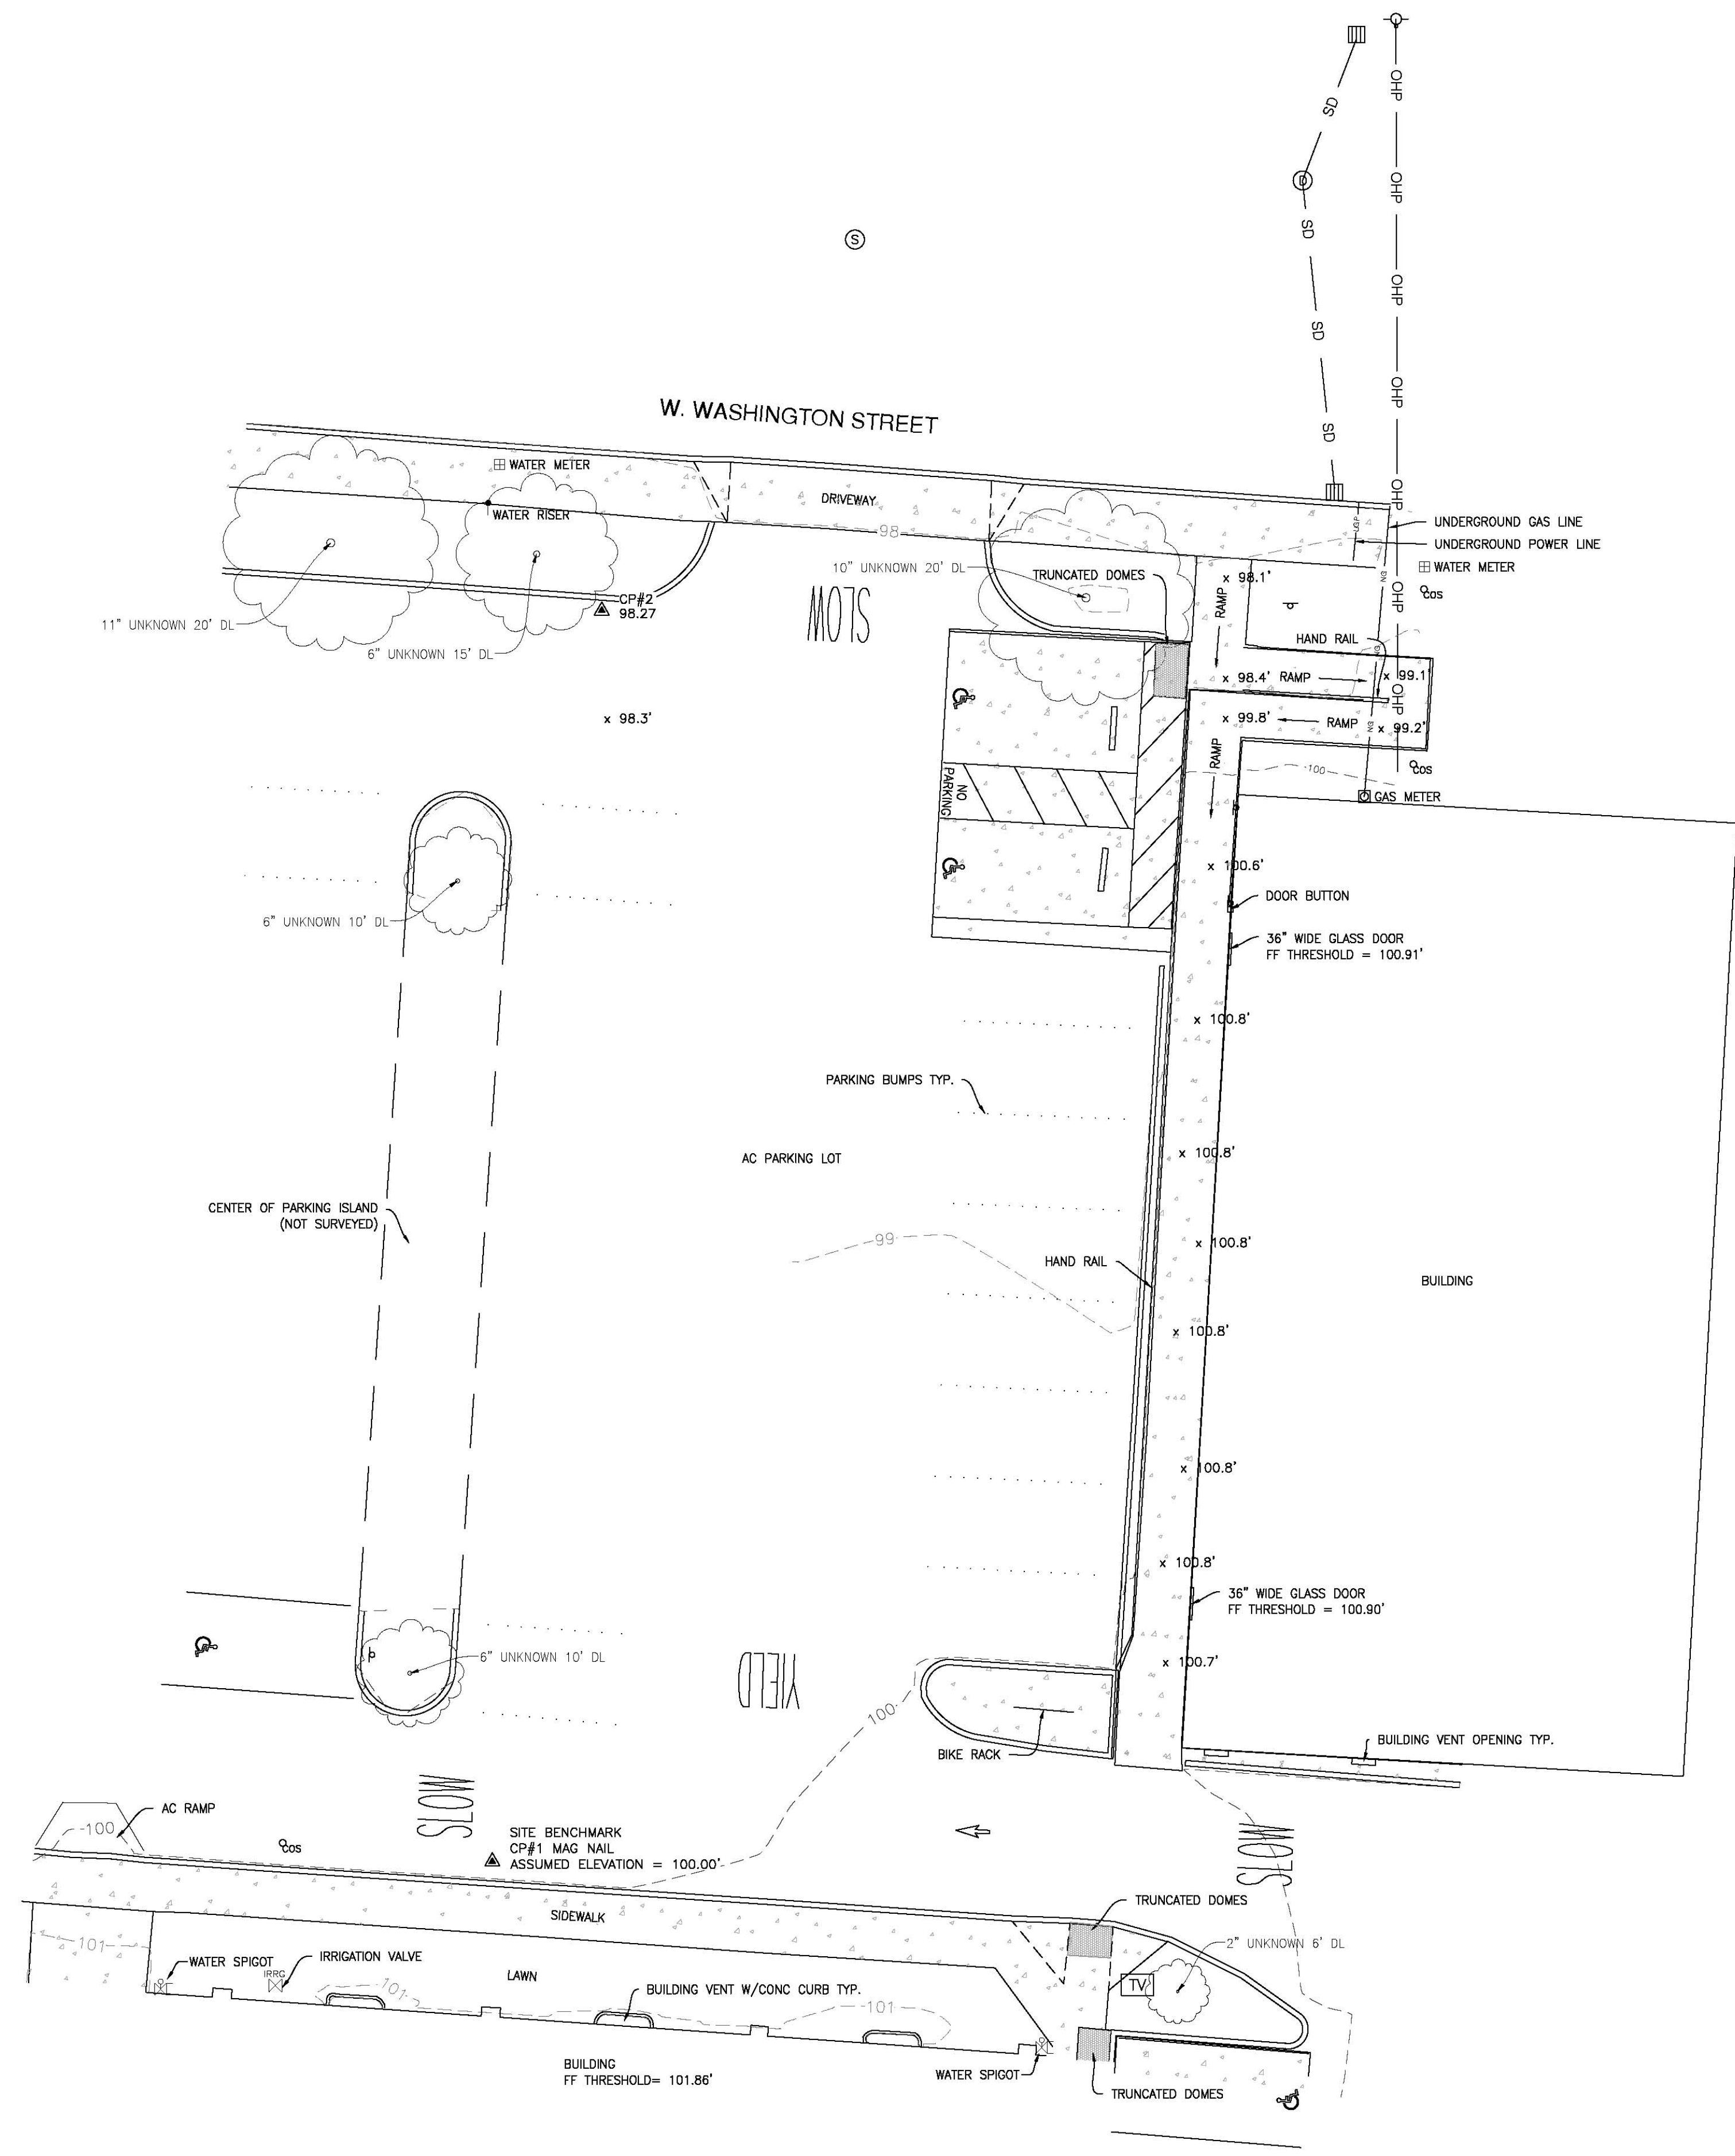 OHP
SD
OHP
D
SD
S
OHP
SD
OHP
W. WASHINGTON STREET
SD
WATER METER
DRIVEWAY
OHP
WATER RISER
UNDERGROUND GAS LINE
98
UNDERGROUND POWER LINE
10" UNKNOWN 20' DL
TRUNCATED DOMES
x 98.1'
WATER METER
CP#2
98.27
SLOW
RAMP
OHP
COS
11" UNKNOWN 20' DL
6" UNKNOWN 15' DL
HAND RAIL
x 98.4' RAMP
x 99.1'
OHP
x 98.3'
x 99.8'
RAMP
x 99.2'
RAMP
NO
PARKING
100
COS
GAS METER
x 100.6'
6" UNKNOWN 10' DL
DOOR BUTTON
36" WIDE GLASS DOOR
FF THRESHOLD = 100.91'
x 100.8'
PARKING BUMPS TYP.
AC PARKING LOT
x 100.8'
CENTER OF PARKING ISLAND
(NOT SURVEYED)
99
x 100.8'
HAND RAIL
BUILDING
x 100.8'
x 100.8'
x 100.8'
36" WIDE GLASS DOOR
FF THRESHOLD = 100.90'
6" UNKNOWN 10' DL
YIELD
x 100.7'
100
BIKE RACK
BUILDING VENT OPENING TYP.
SLOW
AC RAMP
100
COS
SITE BENCHMARK
CP#1 MAG NAIL
ASSUMED ELEVATION = 100.00'
SLOW
SIDEWALK
TRUNCATED DOMES
101
WATER SPIGOT
IRRIGATION VALVE
IRRG
LAWN
101
BUILDING VENT W/CONC CURB TYP.
101
TV
2" UNKNOWN 6' DL
BUILDING
FF THRESHOLD= 101.86'
WATER SPIGOT
TRUNCATED DOMES